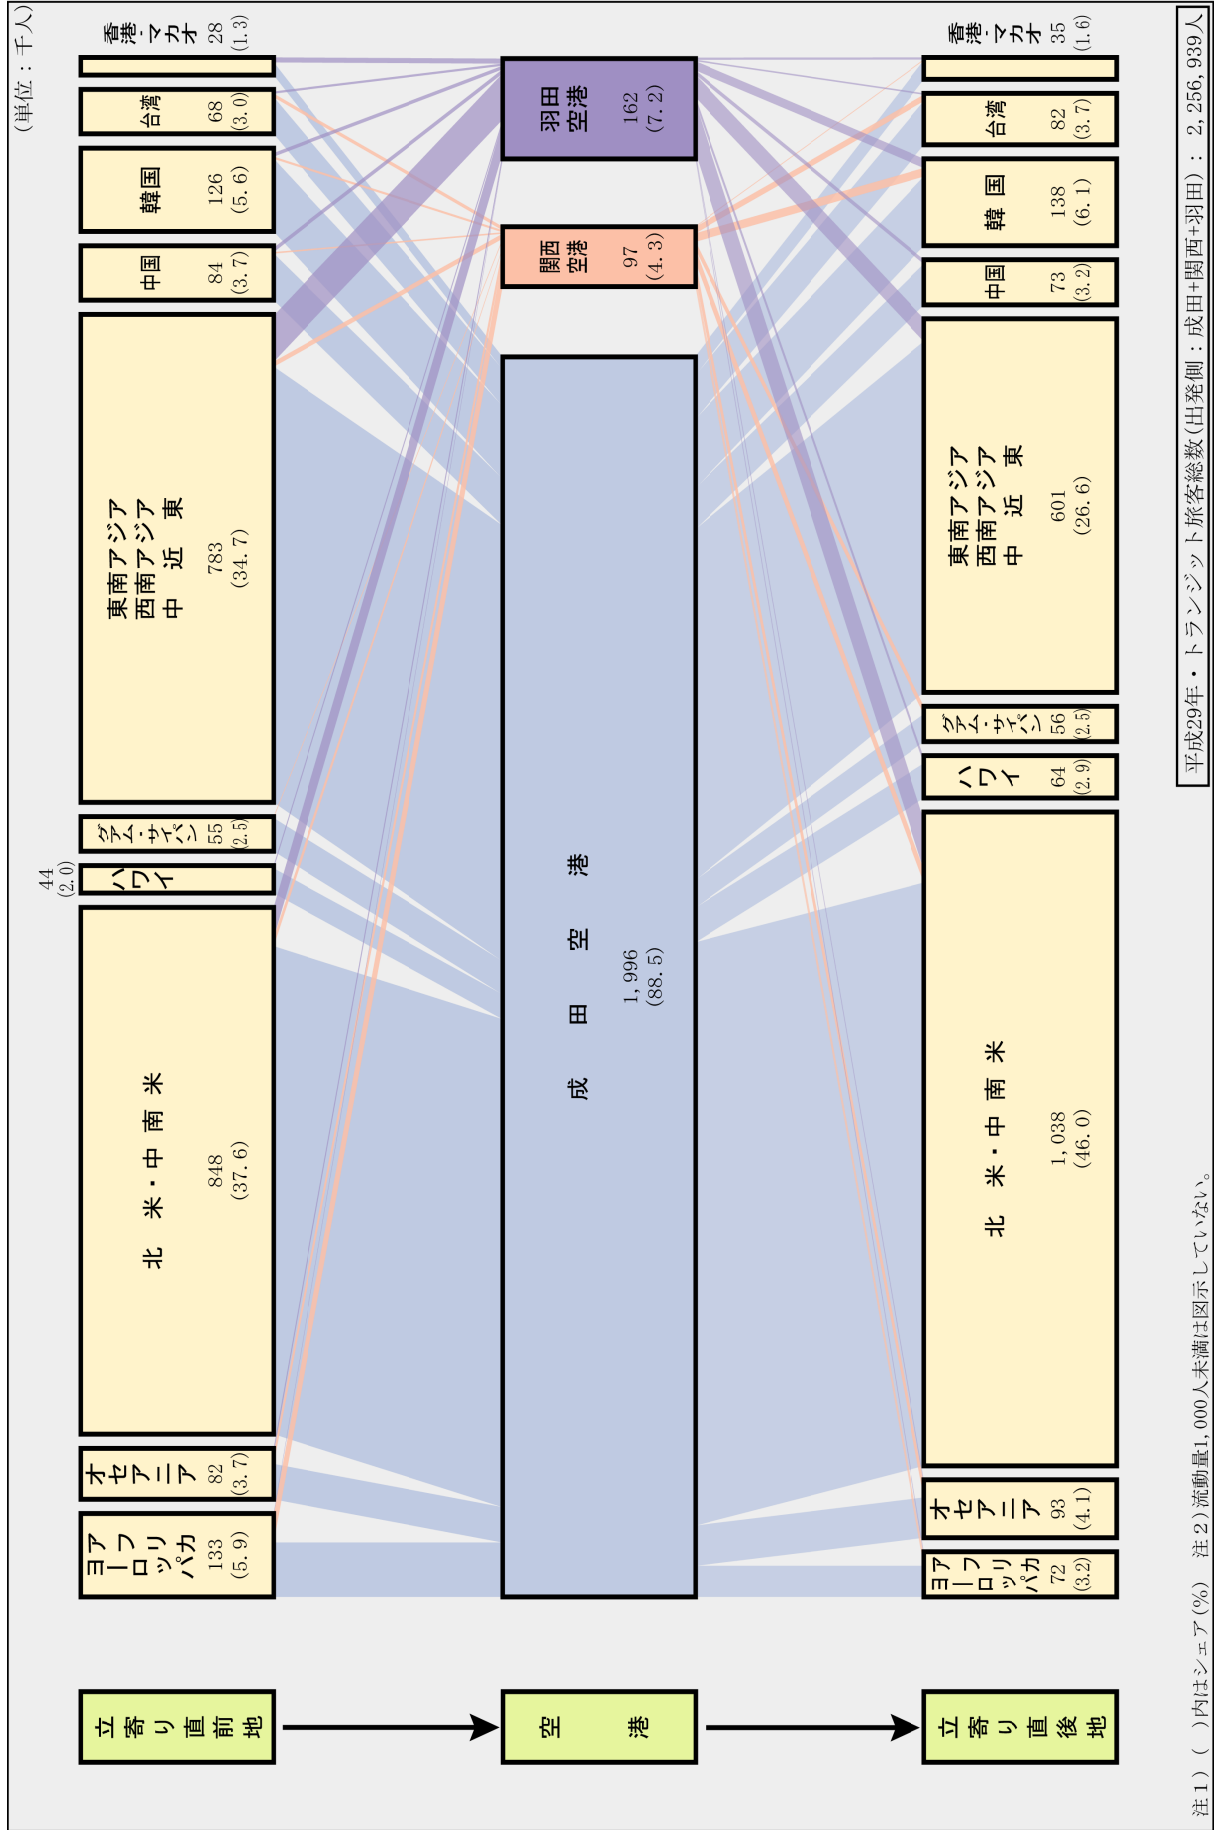 (単位：千人)
立寄り直前地
ヨーロッパ
アフリカ
133
(5.9)
オセアニア
82
(3.7)
北米・中南米
848
(37.6)
ハワイ
44
(2.0)
グアム・サイパン
55
(2.5)
東南アジア
西南アジア
中近東
783
(34.7)
中国
84
(3.7)
韓国
126
(5.6)
台湾
68
(3.0)
香港・マカオ
28
(1.3)
空港
成田空港
1,996
(88.5)
関西
空港
97
(4.3)
羽田
空港
162
(7.2)
立寄り直後地
ヨーロッパ
アフリカ
72
(3.2)
オセアニア
93
(4.1)
北米・中南米
1,038
(46.0)
ハワイ
64
(2.9)
グアム・サイパン
56
(2.5)
東南アジア
西南アジア
中近東
601
(26.6)
中国
73
(3.2)
韓国
138
(6.1)
台湾
82
(3.7)
香港・マカオ
35
(1.6)
平成29年・トランジット旅客総数(出発側：成田+関西+羽田)： 2,256,939人
注１）（　）内はシェア(%)　注２)流動量1,000人未満は図示していない。